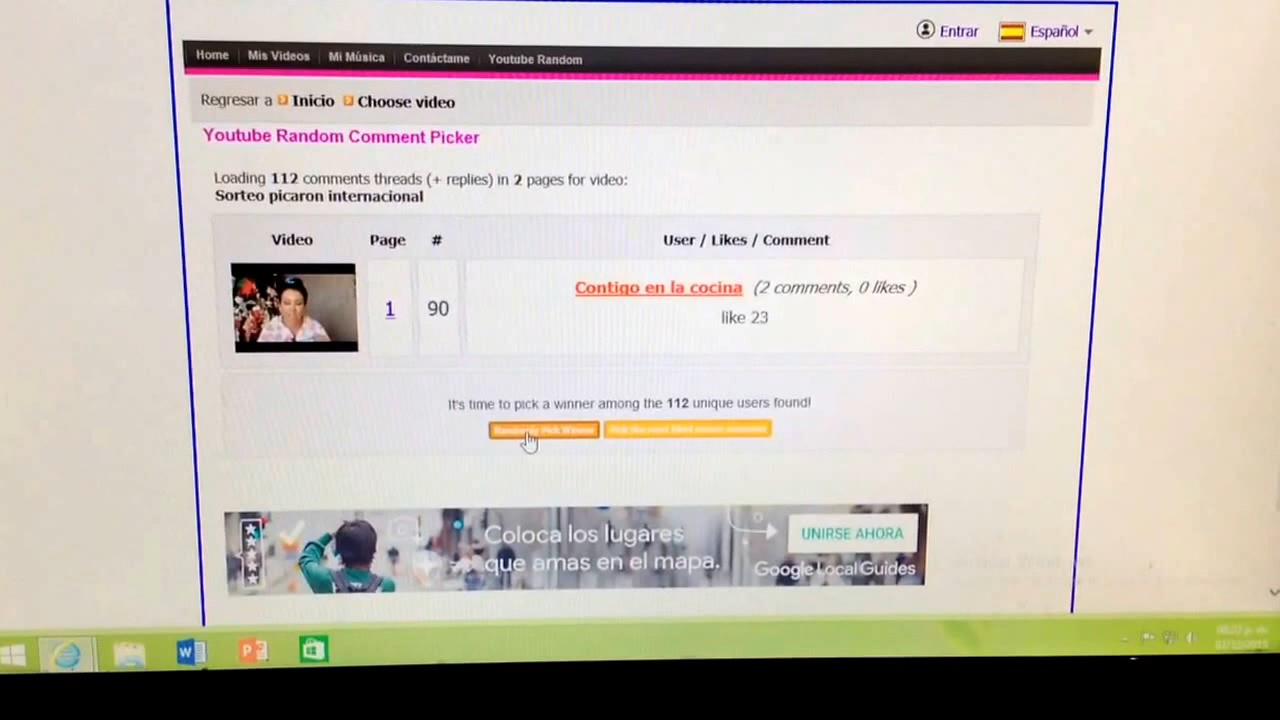 Entrar Español
Home Mis Videos Mi Música Contáctame Youtube Random
Regresar a Inicio Choose video
Youtube Random Comment Picker
Loading 112 comments threads (+ replies) in 2 pages for video:
Sorteo picaron internacional
Video Page # User / Likes / Comment
1 90 Contigo en la cocina (2 comments, 0 likes )
like 23
It's time to pick a winner among the 112 unique users found!
Randomly Pick Winner
Coloca los lugares
que amas en el mapa.
UNIRSE AHORA
Google Local Guides